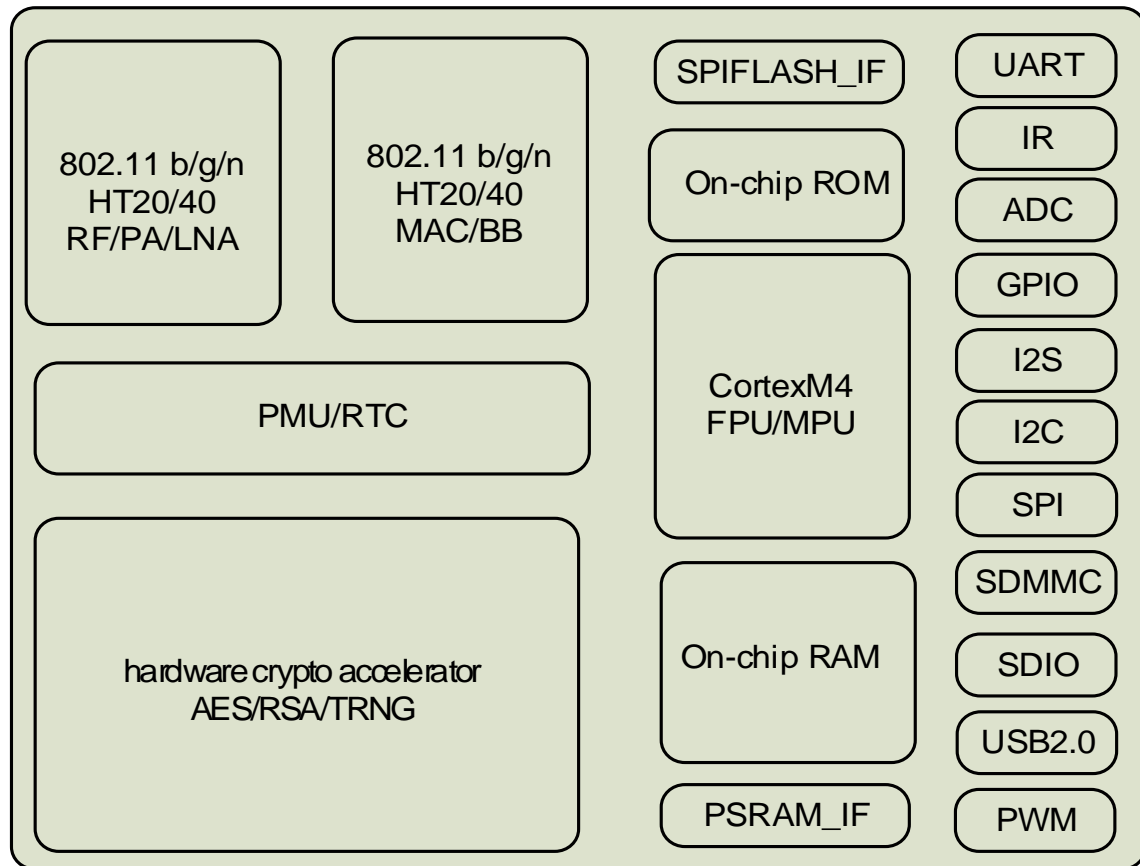 802.11 b/g/n
HT20/40
RF/PA/LNA
802.11 b/g/n
HT20/40
MAC/BB
PMU/RTC
hardware crypto accelerator
AES/RSA/TRNG
SPIFLASH_IF
On-chip ROM
CortexM4
FPU/MPU
On-chip RAM
PSRAM_IF
UART
IR
ADC
GPIO
I2S
I2C
SPI
SDMMC
SDIO
USB2.0
PWM